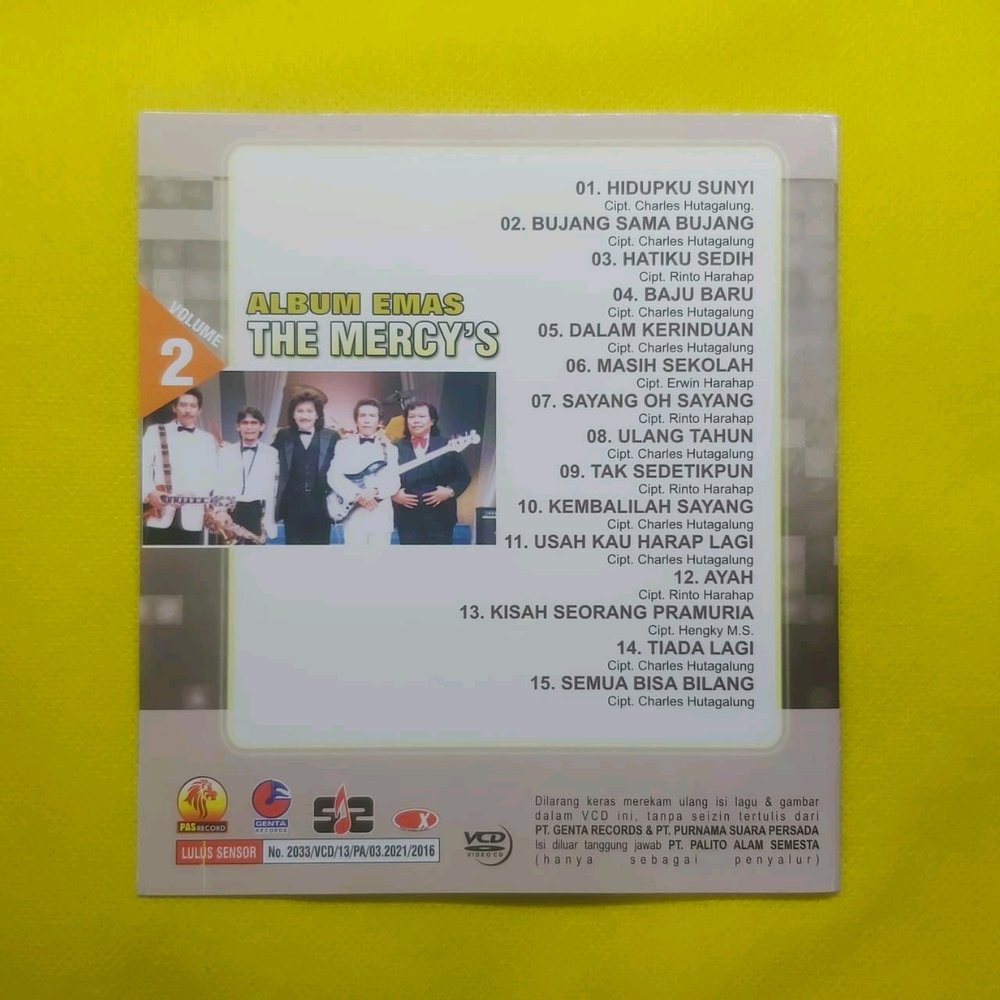 01. HIDUPKU SUNYI
Cipt. Charles Hutagalung.
02. BUJANG SAMA BUJANG
Cipt. Charles Hutagalung
03. HATIKU SEDIH
Cipt. Rinto Harahap
04. BAJU BARU
Cipt. Charles Hutagalung
05. DALAM KERINDUAN
Cipt. Charles Hutagalung
06. MASIH SEKOLAH
Cipt. Erwin Harahap
07. SAYANG OH SAYANG
Cipt. Rinto Harahap
08. ULANG TAHUN
Cipt. Charles Hutagalung
09. TAK SEDETIKPUN
Cipt. Rinto Harahap
10. KEMBALILAH SAYANG
Cipt. Charles Hutagalung
11. USAH KAU HARAP LAGI
Cipt. Charles Hutagalung
12. AYAH
Cipt. Rinto Harahap
13. KISAH SEORANG PRAMURIA
Cipt. Hengky M.S.
14. TIADA LAGI
Cipt. Charles Hutagalung
15. SEMUA BISA BILANG
Cipt. Charles Hutagalung
VOLUME
2
ALBUM EMAS
THE MERCY'S
PAS RECORD
GENTA
RECORDS
X
LULUS SENSOR No. 2033/VCD/13/PA/03.2021/2016
VCD
VIDEO CD
Dilarang keras merekam ulang isi lagu & gambar
dalam VCD ini, tanpa seizin tertulis dari
PT. GENTA RECORDS & PT. PURNAMA SUARA PERSADA
Isi diluar tanggung jawab PT. PALITO ALAM SEMESTA
(hanya sebagai penyalur)